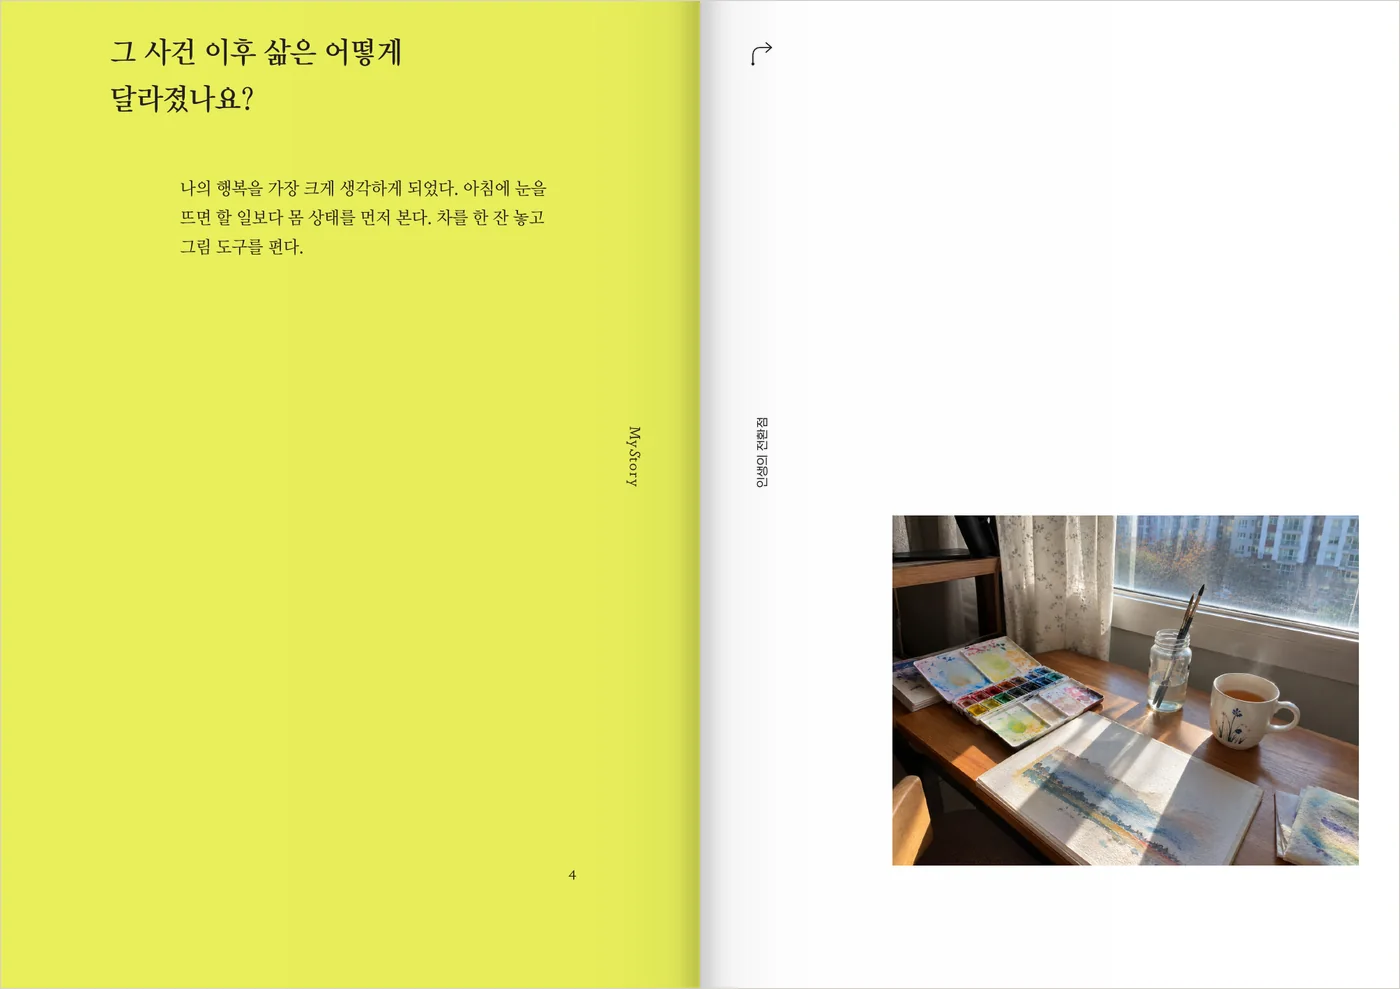 그 사건 이후 삶은 어떻게
달라졌나요?
나의 행복을 가장 크게 생각하게 되었다. 아침에 눈을
뜨면 할 일보다 몸 상태를 먼저 본다. 차를 한 잔 놓고
그림 도구를 편다.
MyStory
4
인생의 전환점